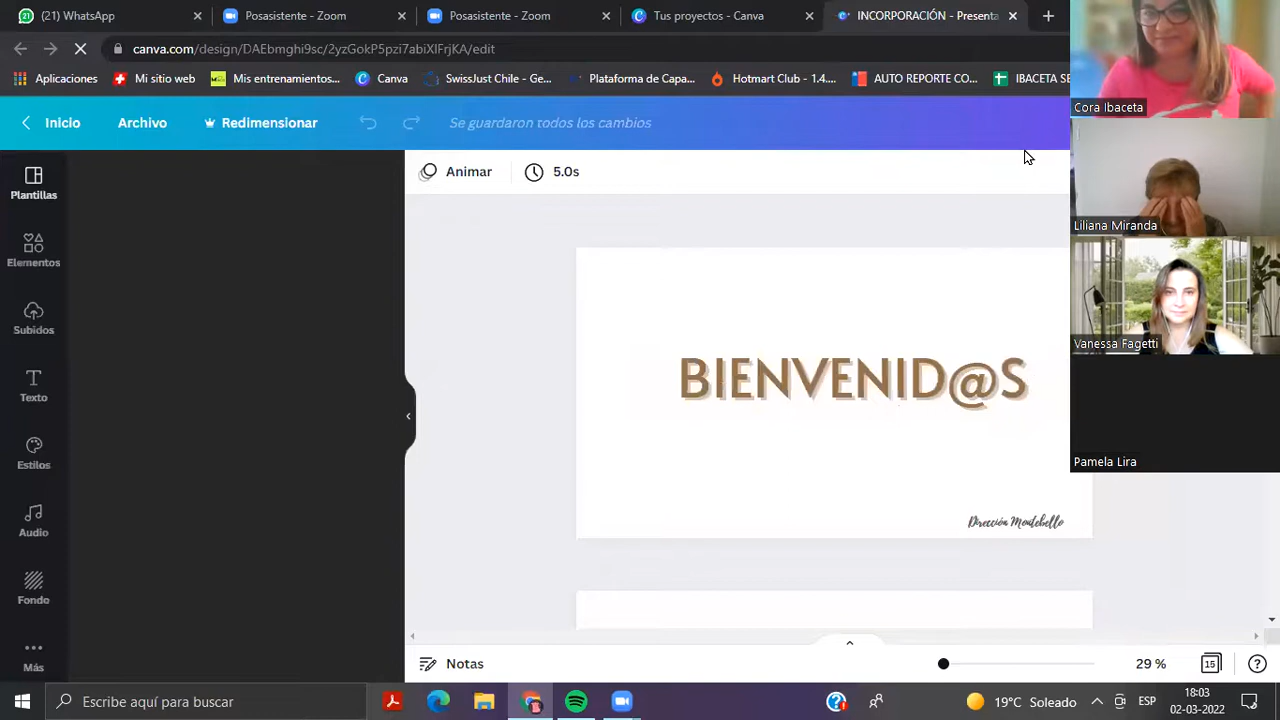 (21) WhatsApp
Posasistente - Zoom
Posasistente - Zoom
Tus proyectos - Canva
INCORPORACIÓN - Presenta
canva.com/design/DAEbmghi9sc/2yzGokP5pzi7abiXIFrjKA/edit
Aplicaciones
Mi sitio web
Mis entrenamientos...
Canva
SwissJust Chile - Ge...
Plataforma de Capa...
Hotmart Club - 1.4....
AUTO REPORTE CO...
IBACETA SE
Cora Ibaceta
Inicio
Archivo
Redimensionar
Se guardaron todos los cambios
Animar
5.0s
Plantillas
Elementos
Subidos
Texto
Estilos
Audio
Fondo
Más
Liliana Miranda
Vanessa Fagetti
Pamela Lira
BIENVENID@S
Dirección Montebello
Notas
29 %
15
?
Escribe aquí para buscar
19°C Soleado
ESP
18:03
02-03-2022